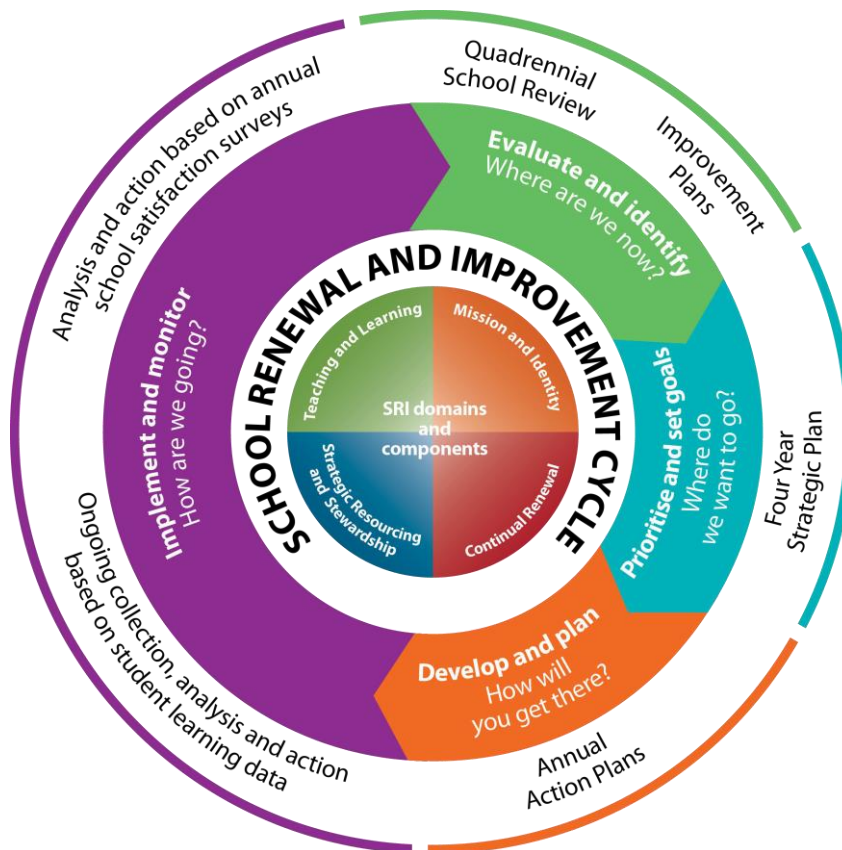 Quadrennial
School Review
Improvement
Plans
Evaluate and identify
Where are we now?
Four Year
Strategic Plan
Prioritise and set goals
Where do
we want to go?
Annual
Action Plans
Develop and plan
How will
you get there?
Ongoing collection, analysis and action
based on student learning data
Analysis and action based on annual
school satisfaction surveys
Implement and monitor
How are we going?
SCHOOL RENEWAL AND IMPROVEMENT CYCLE
Teaching and Learning
Mission and Identity
SRI domains
and
components
Strategic Resourcing
and Stewardship
Continual Renewal